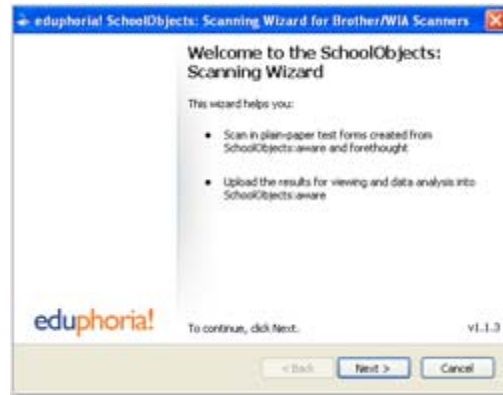 eduphoria! SchoolObjects: Scanning Wizard for Brother/WIA Scanners
Welcome to the SchoolObjects:
Scanning Wizard
This wizard helps you:
• Scan in plain-paper test forms created from
SchoolObjects:aware and forethought
• Upload the results for viewing and data analysis into
SchoolObjects:aware
eduphoria!
To continue, click Next.
v1.1.3
< Back
Next >
Cancel